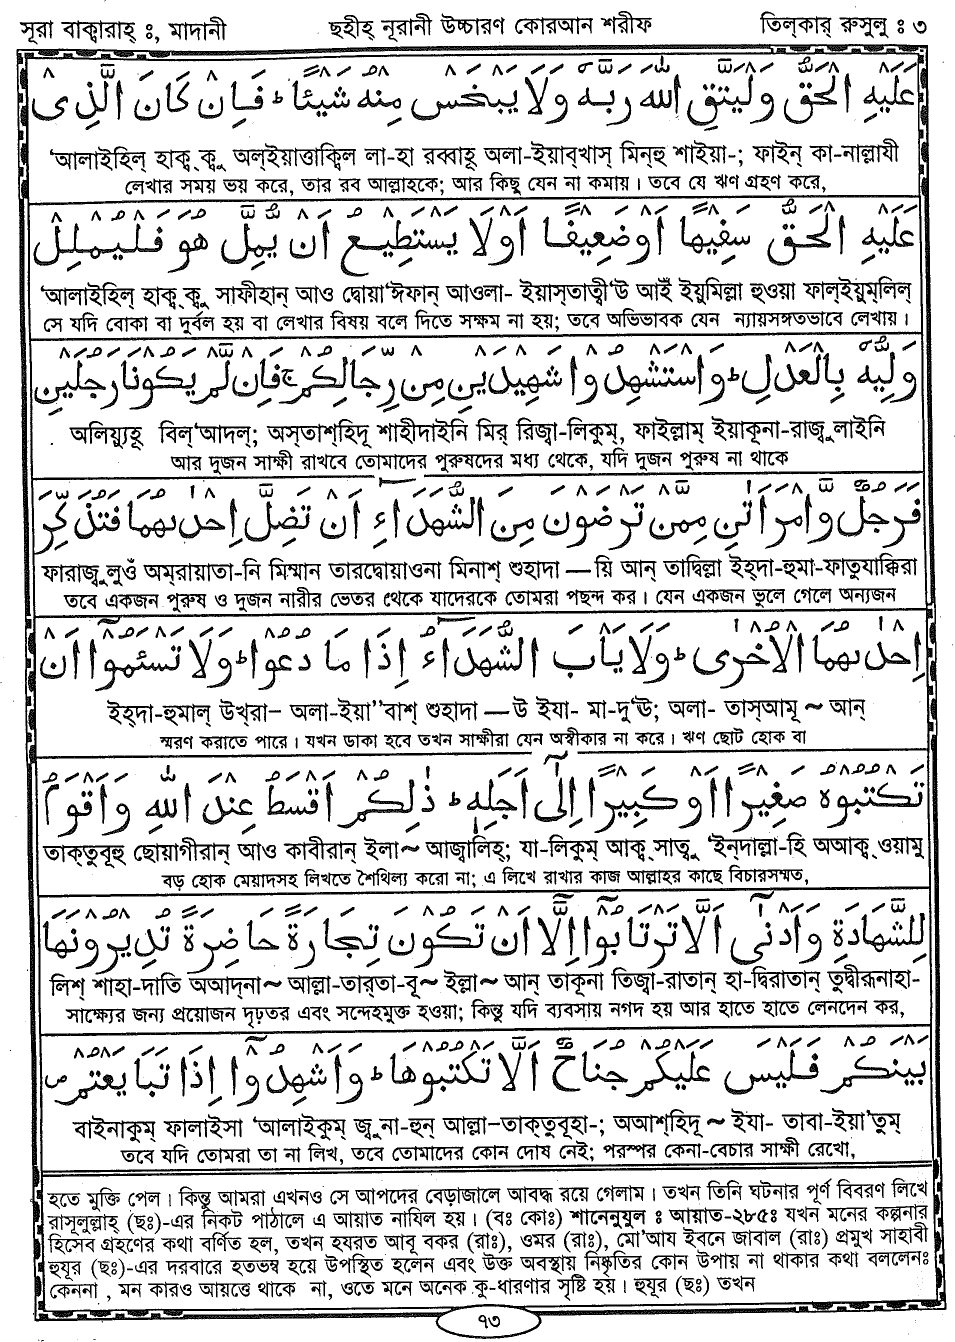 সূরা বাক্বারাহ্ ঃ, মাদানী ছহীহ্ নূরানী উচ্চারণ কোরআন শরীফ তিল্‌কার্ রুসুলু ঃ ৩
عَلَيْهِ الْحَقُّ وَلْيَتَّقِ اللّٰهَ رَبَّهٗ وَلَا يَبْخَسْ مِنْهُ شَيْئًا ؕ فَاِنْ كَانَ الَّذِىْ
‘আলাইহিল্ হাক্ব্‌ক্বু অল্‌ইয়াত্তাক্বিল্ লা-হা রব্বাহূ অলা-ইয়াব্‌খাস্ মিন্‌হু শাইয়া-; ফাইন্ কা-নাল্লাযী
লেখার সময় ভয় করে, তার রব আল্লাহকে; আর কিছু যেন না কমায়। তবে যে ঋণ গ্রহণ করে,
عَلَيْهِ الْحَقُّ سَفِيْهًا اَوْ ضَعِيْفًا اَوْ لَا يَسْتَطِيْعُ اَنْ يُّمِلَّ هُوَ فَلْيُمْلِلْ
‘আলাইহিল্ হাক্ব্‌ক্বু সাফীহান্ আও দ্বোয়া‘ঈফান্ আওলা- ইয়াস্‌তাত্বী‘উ আইঁ ইয়ুমিল্লা হুওয়া ফাল্‌ইয়ুম্‌লিল্
সে যদি বোকা বা দুর্বল হয় বা লেখার বিষয় বলে দিতে সক্ষম না হয়; তবে অভিভাবক যেন ন্যায়সঙ্গতভাবে লেখায়।
وَلِيُّهٗ بِالْعَدْلِ ؕ وَاسْتَشْهِدُوْا شَهِيْدَيْنِ مِنْ رِّجَالِكُمْ ۚ فَاِنْ لَّمْ يَكُوْنَا رَجُلَيْنِ
অলিয়্যুহূ বিল্‘আদল্; অস্‌তাশ্‌হিদূ শাহীদাইনি মির্ রিজ্বা-লিকুম্, ফাইল্লাম্ ইয়াকূনা-রাজ্বুলাইনি
আর দুজন সাক্ষী রাখবে তোমাদের পুরুষদের মধ্য থেকে, যদি দুজন পুরুষ না থাকে
فَرَجُلٌ وَّامْرَاَتٰنِ مِمَّنْ تَرْضَوْنَ مِنَ الشُّهَدَآءِ اَنْ تَضِلَّ اِحْدٰىهُمَا فَتُذَكِّرَ
ফারাজ্বুলুওঁ অম্‌রায়াতা-নি মিম্মান তারদ্বোয়াওনা মিনাশ্ শুহাদা —য়ি আন্ তাদ্বিল্লা ইহ্‌দা-হুমা-ফাতুযাক্কিরা
তবে একজন পুরুষ ও দুজন নারীর ভেতর থেকে যাদেরকে তোমরা পছন্দ কর। যেন একজন ভুলে গেলে অন্যজন
اِحْدٰىهُمَا الْاُخْرٰى ؕ وَلَا يَاْبَ الشُّهَدَآءُ اِذَا مَا دُعُوْا ؕ وَلَا تَسْئَمُوْٓا اَنْ
ইহ্‌দা-হুমাল্ উখ্‌রা– অলা-ইয়া”বাশ্ শুহাদা —উ ইযা- মা-দু‘ঊ; অলা- তাস্‌আমূ ~ আন্
স্মরণ করাতে পারে। যখন ডাকা হবে তখন সাক্ষীরা যেন অস্বীকার না করে। ঋণ ছোট হোক বা
تَكْتُبُوْهُ صَغِيْرًا اَوْ كَبِيْرًا اِلٰٓى اَجَلِهٖ ؕ ذٰلِكُمْ اَقْسَطُ عِنْدَ اللّٰهِ وَاَقْوَمُ
তাক্‌তুবূহু ছোয়াগীরান্ আও কাবীরান্ ইলা~ আজ্বালিহ্; যা-লিকুম্ আক্ব্‌সাত্বু ‘ইন্‌দাল্লা-হি অআক্ব্‌ওয়ামু
বড় হোক মেয়াদসহ লিখতে শৈথিল্য করো না; এ লিখে রাখার কাজ আল্লাহর কাছে বিচারসম্মত,
لِلشَّهَادَةِ وَاَدْنٰٓى اَلَّا تَرْتَابُوْٓا اِلَّآ اَنْ تَكُوْنَ تِجَارَةً حَاضِرَةً تُدِيْرُوْنَهَا
লিশ্ শাহা-দাতি অআদ্‌না~ আল্লা-তার্‌তা-বূ~ ইল্লা~ আন্ তাকূনা তিজ্বা-রাতান্ হা-দ্বিরাতান্ তুদ্বীরূনাহা-
সাক্ষ্যের জন্য প্রয়োজন দৃঢ়তর এবং সন্দেহমুক্ত হওয়া; কিন্তু যদি ব্যবসায় নগদ হয় আর হাতে হাতে লেনদেন কর,
بَيْنَكُمْ فَلَيْسَ عَلَيْكُمْ جُنَاحٌ اَلَّا تَكْتُبُوْهَا ؕ وَاَشْهِدُوْٓا اِذَا تَبَايَعْتُمْ ص
বাইনাকুম্ ফালাইসা ‘আলাইকুম্ জ্বুনা-হুন্ আল্লা–তাক্‌তুবূহা-; অআশ্‌হিদূ ~ ইযা- তাবা-ইয়া‘তুম্
তবে যদি তোমরা তা না লিখ, তবে তোমাদের কোন দোষ নেই; পরস্পর কেনা-বেচার সাক্ষী রেখো,
হতে মুক্তি পেল। কিন্তু আমরা এখনও সে আপদের বেড়াজালে আবদ্ধ রয়ে গেলাম। তখন তিনি ঘটনার পূর্ণ বিবরণ লিখে
রাসূলুল্লাহ্ (ছঃ)-এর নিকট পাঠালে এ আয়াত নাযিল হয়। (বঃ কোঃ) শানেনুযুল ঃ আয়াত-২৮৫ঃ যখন মনের কল্পনার
হিসেব গ্রহণের কথা বর্ণিত হল, তখন হযরত আবূ বকর (রাঃ), ওমর (রাঃ), মো'আয ইবনে জাবাল (রাঃ) প্রমুখ সাহাবী
হুযূর (ছঃ)-এর দরবারে হতভম্ব হয়ে উপস্থিত হলেন এবং উক্ত অবস্থায় নিষ্কৃতির কোন উপায় না থাকার কথা বললেনঃ
কেননা , মন কারও আয়ত্তে থাকে না, ওতে মনে অনেক কু-ধারণার সৃষ্টি হয়। হুযূর (ছঃ) তখন
৭৩